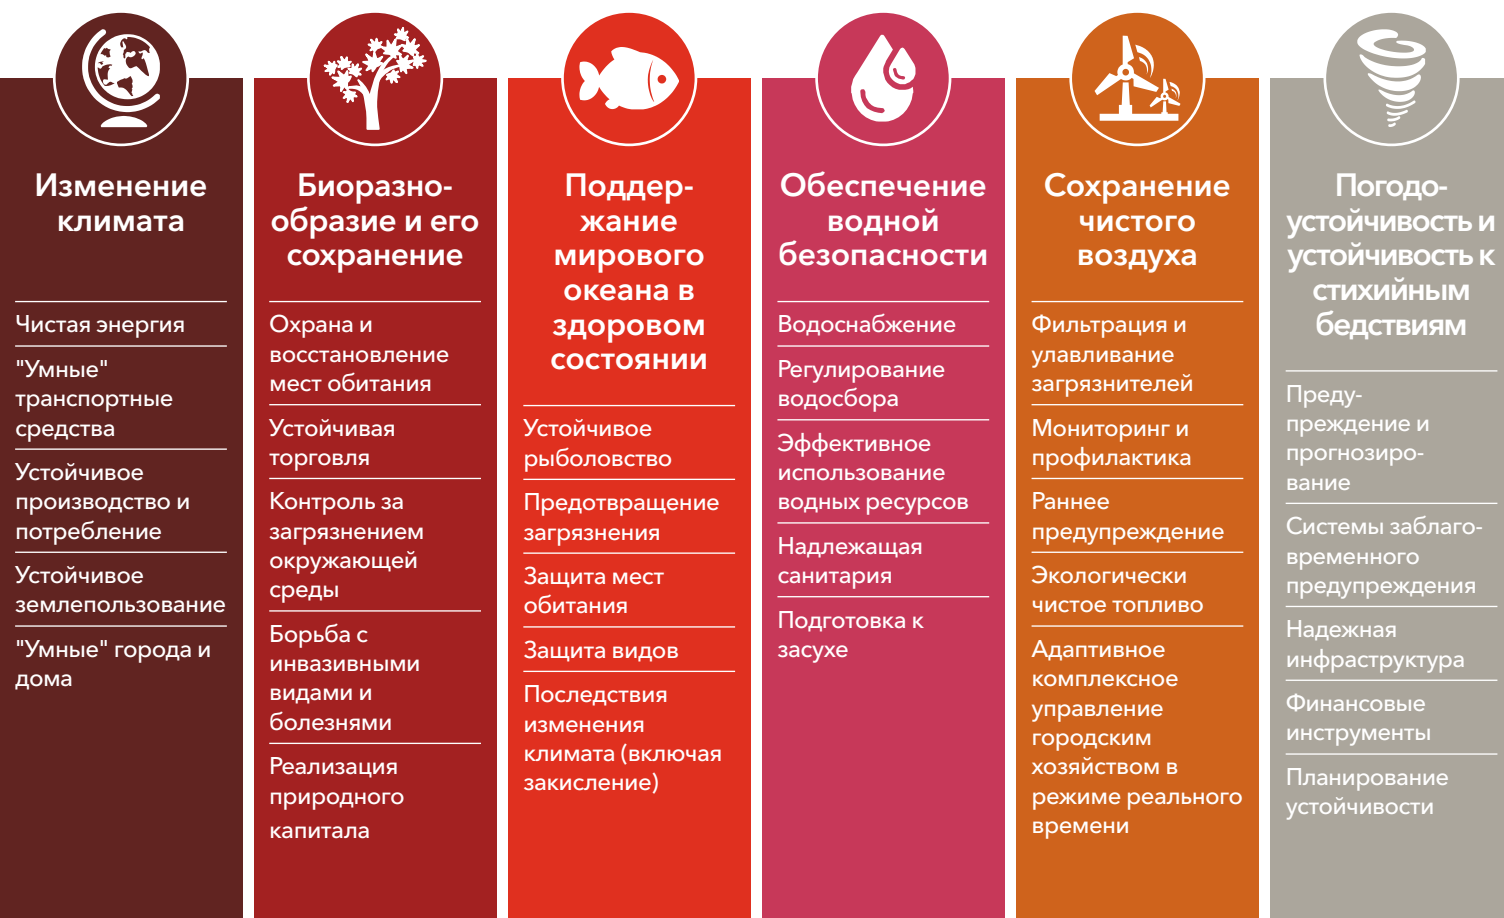 Изменение
климата
Чистая энергия
"Умные"
транспортные
средства
Устойчивое
производство и
потребление
Устойчивое
землепользование
"Умные" города и
дома
Биоразно-
образие и его
сохранение
Охрана и
восстановление
мест обитания
Устойчивая
торговля
Контроль за
загрязнением
окружающей
среды
Борьба с
инвазивными
видами и
болезнями
Реализация
природного
капитала
Поддер-
жание
мирового
океана в
здоровом
состоянии
Устойчивое
рыболовство
Предотвращение
загрязнения
Защита мест
обитания
Защита видов
Последствия
изменения
климата (включая
закисление)
Обеспечение
водной
безопасности
Водоснабжение
Регулирование
водосбора
Эффективное
использование
водных ресурсов
Надлежащая
санитария
Подготовка к
засухе
Сохранение
чистого
воздуха
Фильтрация и
улавливание
загрязнителей
Мониторинг и
профилактика
Раннее
предупреждение
Экологически
чистое топливо
Адаптивное
комплексное
управление
городским
хозяйством в
режиме реального
времени
Погодо-
устойчивость и
устойчивость к
стихийным
бедствиям
Преду-
преждение и
прогнозиро-
вание
Системы заблаго-
временного
предупреждения
Надежная
инфраструктура
Финансовые
инструменты
Планирование
устойчивости